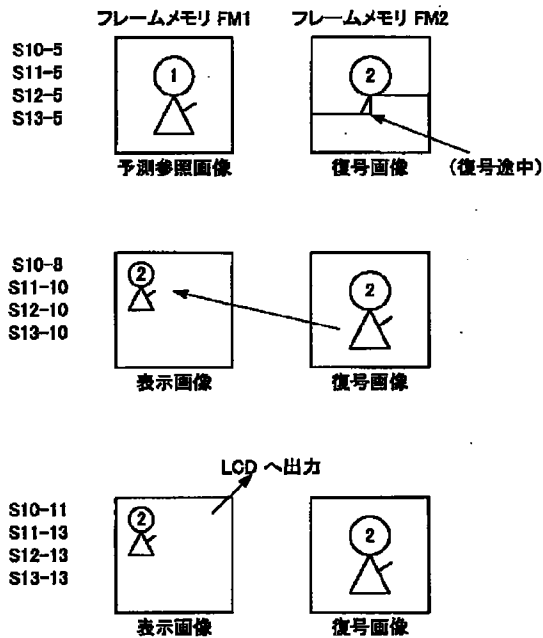 フレームメモリ FM1 フレームメモリ FM2
S10-5
S11-5
S12-5
S13-5
1
2
予測参照画像
復号画像
(復号途中)
S10-8
S11-10
S12-10
S13-10
2
2
表示画像
復号画像
LCD へ出力
S10-11
S11-13
S12-13
S13-13
2
2
表示画像
復号画像